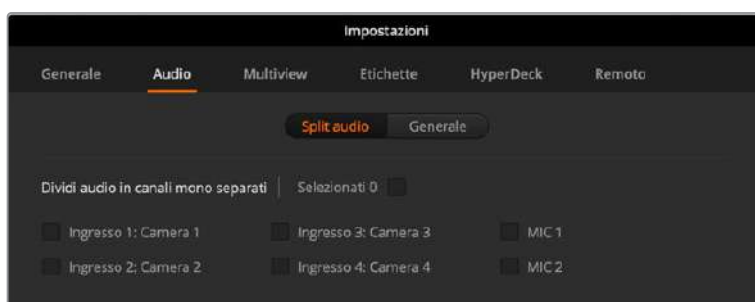 Impostazioni
Generale Audio Multiview Etichette HyperDeck Remoto
Split audio Generale
Dividi audio in canali mono separati Selezionati 0
Ingresso 1: Camera 1 Ingresso 3: Camera 3 MIC 1
Ingresso 2: Camera 2 Ingresso 4: Camera 4 MIC 2